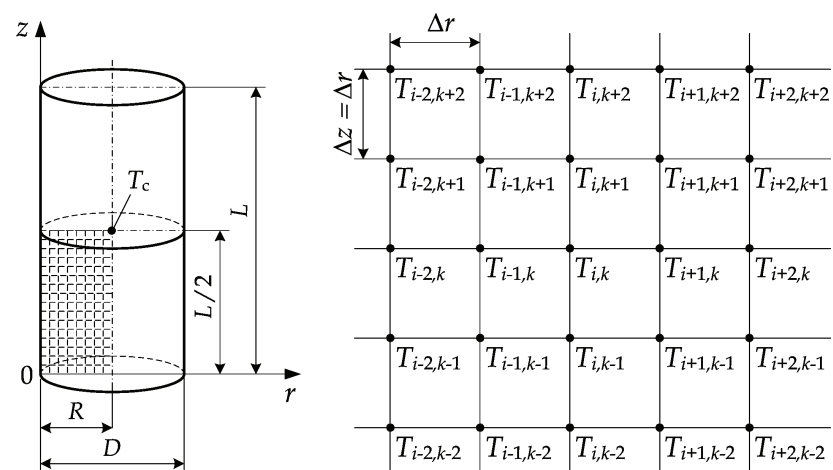 z
T_c
L
L/2
0
r
R
D
Δr
Δz = Δr
T_{i-2,k+2} T_{i-1,k+2} T_{i,k+2} T_{i+1,k+2} T_{i+2,k+2}
T_{i-2,k+1} T_{i-1,k+1} T_{i,k+1} T_{i+1,k+1} T_{i+2,k+1}
T_{i-2,k} T_{i-1,k} T_{i,k} T_{i+1,k} T_{i+2,k}
T_{i-2,k-1} T_{i-1,k-1} T_{i,k-1} T_{i+1,k-1} T_{i+2,k-1}
T_{i-2,k-2} T_{i-1,k-2} T_{i,k-2} T_{i+1,k-2} T_{i+2,k-2}